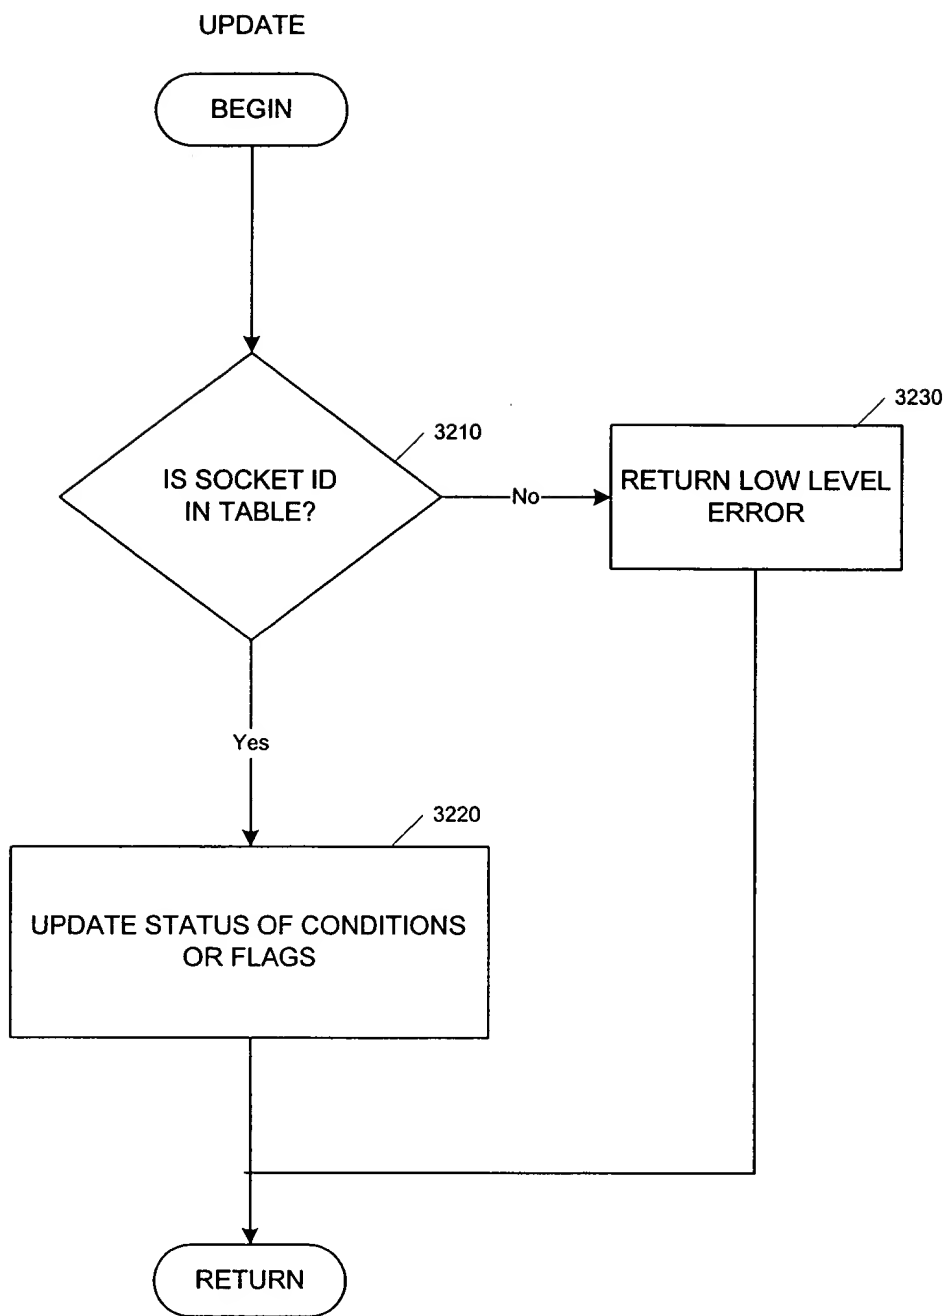 UPDATE
BEGIN
3210
IS SOCKET ID
IN TABLE?
No
3230
RETURN LOW LEVEL
ERROR
Yes
3220
UPDATE STATUS OF CONDITIONS
OR FLAGS
RETURN